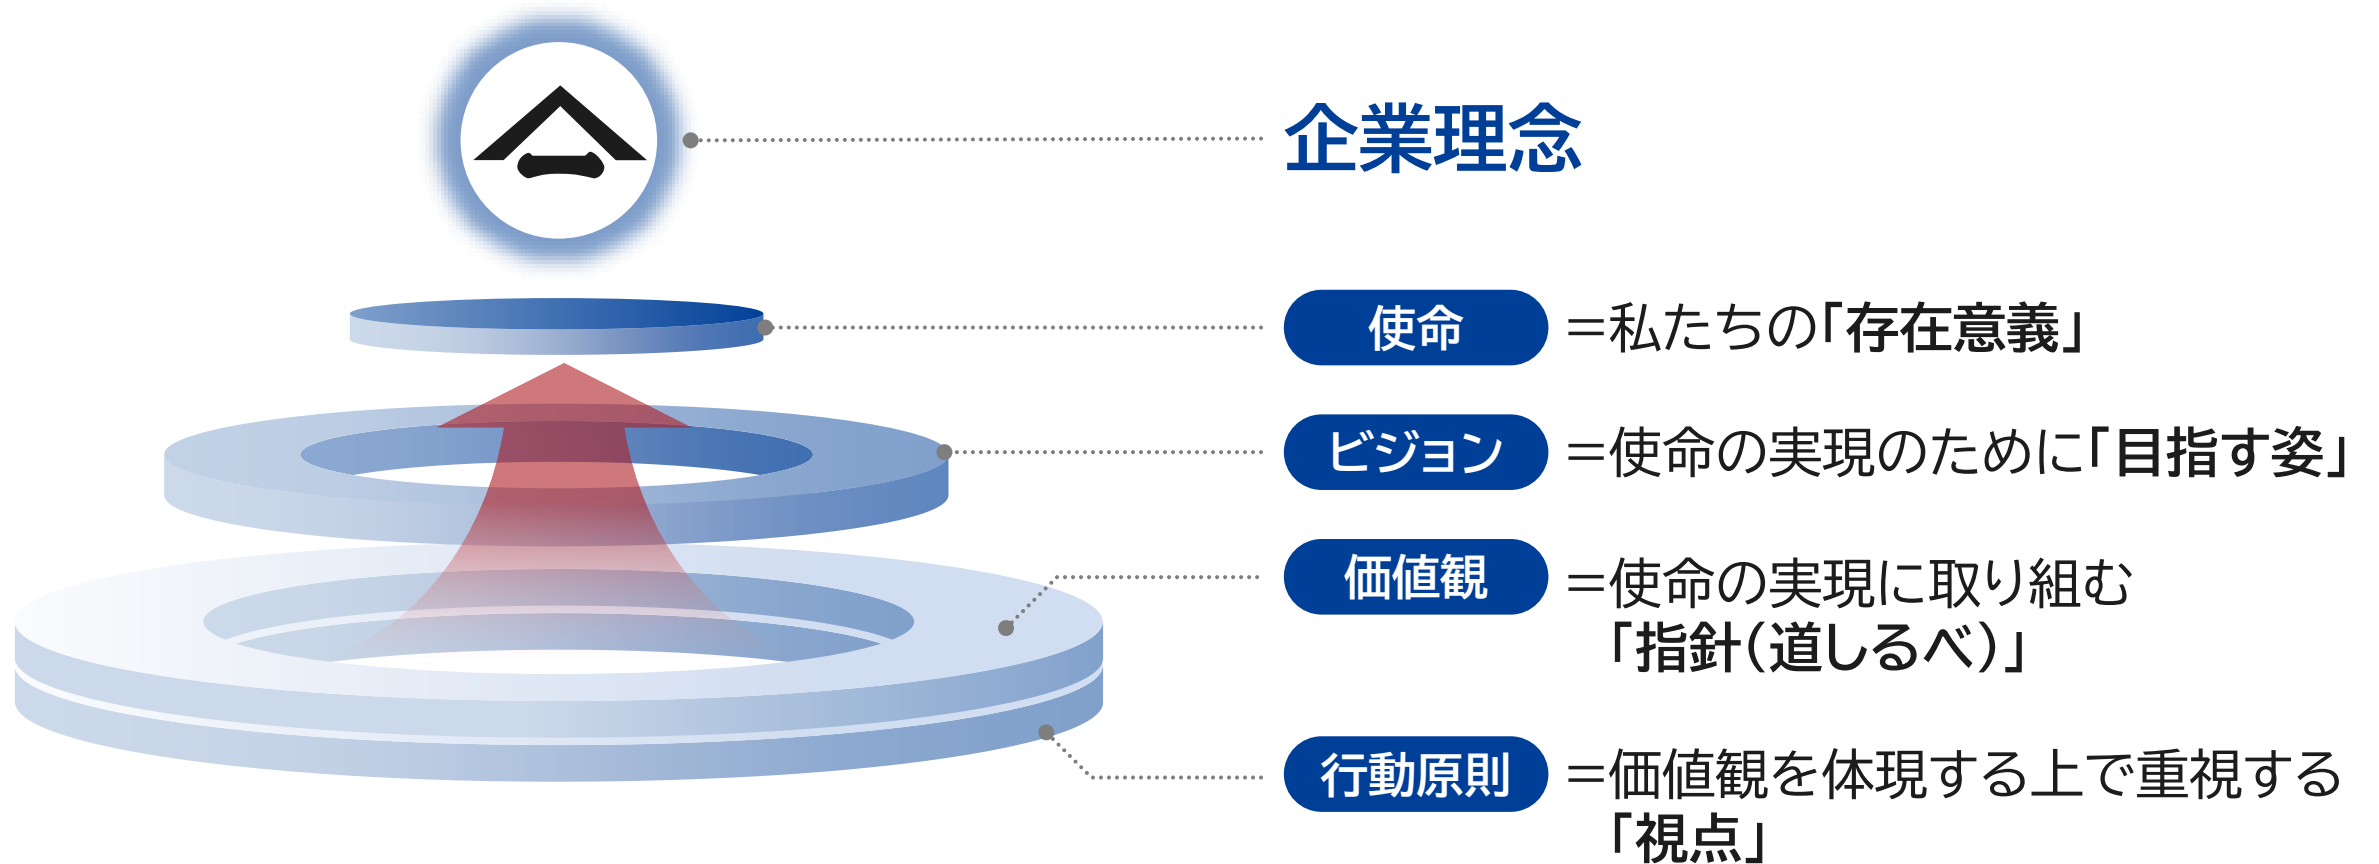 企業理念
使命 =私たちの「存在意義」
ビジョン =使命の実現のために「目指す姿」
価値観 =使命の実現に取り組む
「指針(道しるべ)」
行動原則 =価値観を体現する上で重視する
「視点」